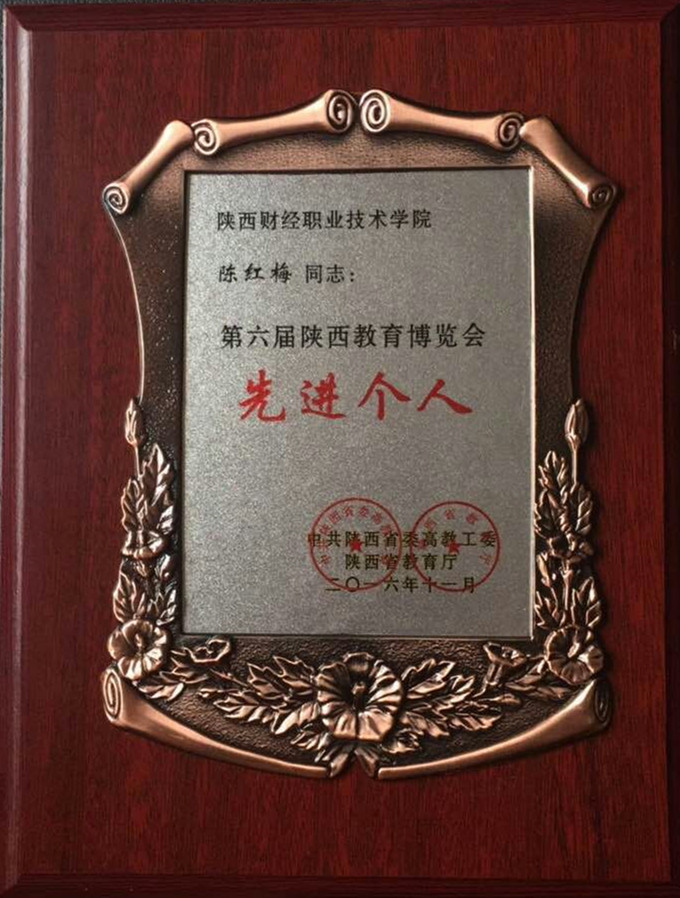 陕西财经职业技术学院
陈红梅 同志：
第六届陕西教育博览会
先进个人
中共陕西省委高教工委
陕西省教育厅
二〇一六年十一月